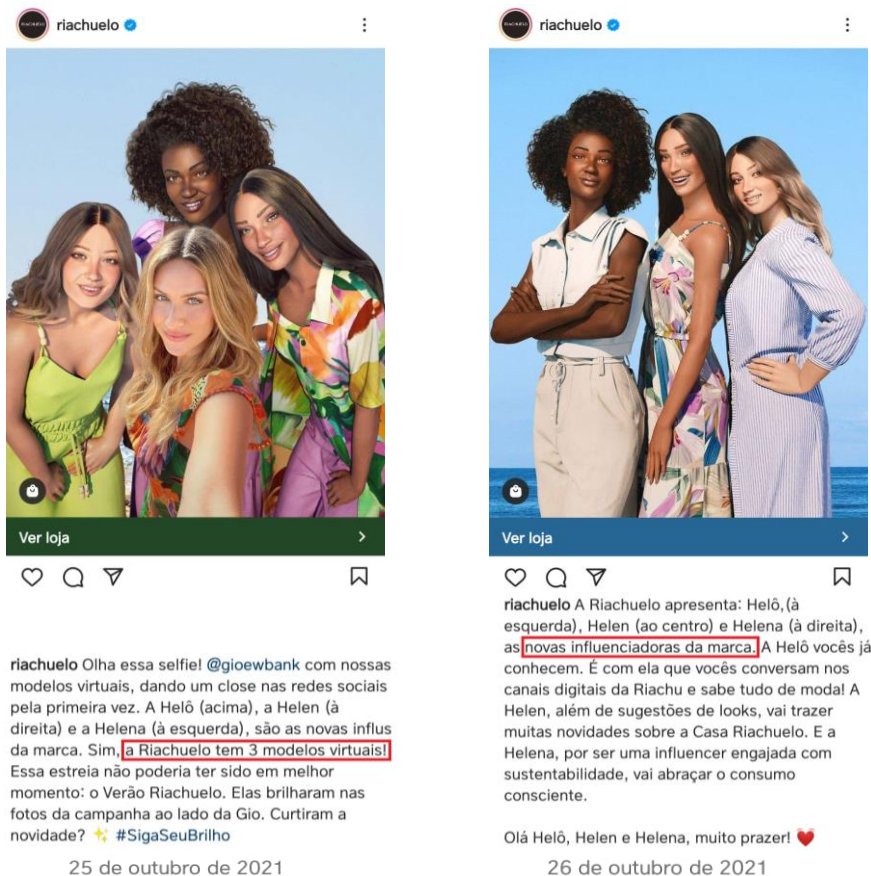 riachuelo
Ver loja
riachuelo Olha essa selfie! @gioewbank com nossas
modelos virtuais, dando um close nas redes sociais
pela primeira vez. A Helô (acima), a Helen (à
direita) e a Helena (à esquerda), são as novas influs
da marca. Sim, a Riachuelo tem 3 modelos virtuais!
Essa estreia não poderia ter sido em melhor
momento: o Verão Riachuelo. Elas brilharam nas
fotos da campanha ao lado da Gio. Curtiram a
novidade? ✨ #SigaSeuBrilho
25 de outubro de 2021
riachuelo
Ver loja
riachuelo A Riachuelo apresenta: Helô,(à
esquerda), Helen (ao centro) e Helena (à direita),
as novas influenciadoras da marca. A Helô vocês já
conhecem. É com ela que vocês conversam nos
canais digitais da Riachu e sabe tudo de moda! A
Helen, além de sugestões de looks, vai trazer
muitas novidades sobre a Casa Riachuelo. E a
Helena, por ser uma influencer engajada com
sustentabilidade, vai abraçar o consumo
consciente.
Olá Helô, Helen e Helena, muito prazer! ❤️
26 de outubro de 2021